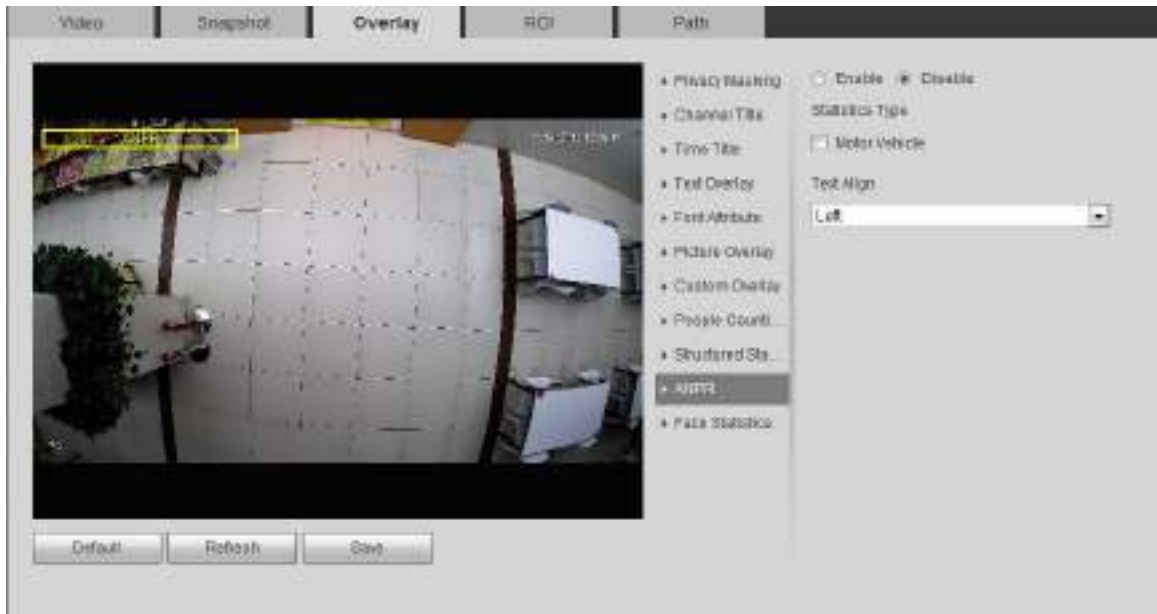 Video
Snapshot
Overlay
ROI
Path
Privacy Masking
Channel Title
Time Title
Text Overlay
Font Attribute
Picture Overlay
Custom Overlay
People Counti...
Structured Sta...
ANPR
Face Statistics
Enable Disable
Statistics Type
Motor Vehicle
Text Align
Left
ANPR
Default
Refresh
Save